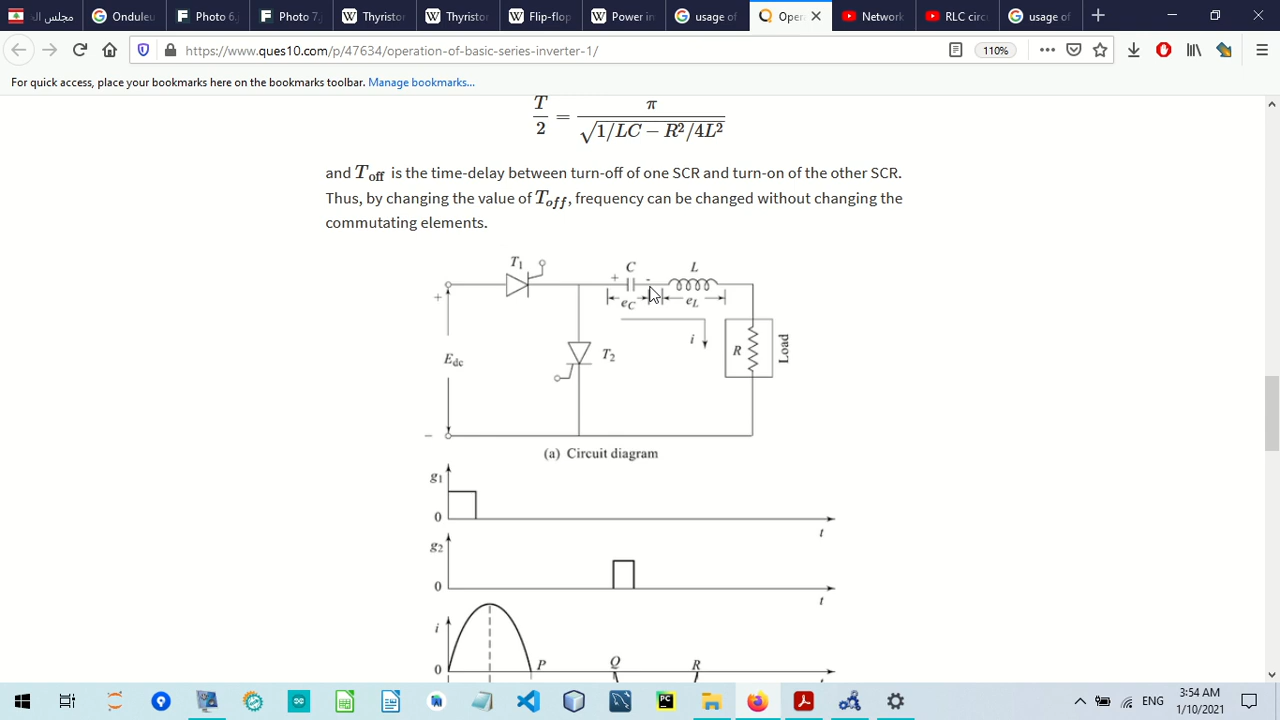 مجلس الا
Onduleu
Photo 6.
Photo 7.
Thyristor
Thyristor
Flip-flop
Power in
usage of
Oper
Network
RLC circ
usage of
https://www.ques10.com/p/47634/operation-of-basic-series-inverter-1/
110%
For quick access, place your bookmarks here on the bookmarks toolbar. Manage bookmarks...
T/2 = π/√(1/LC − R²/4L²)
and T_off is the time-delay between turn-off of one SCR and turn-on of the other SCR.
Thus, by changing the value of T_off, frequency can be changed without changing the
commutating elements.
T₁
+ C -
L
+
e_C
e_L
E_dc
T₂
i
R
Load
−
(a) Circuit diagram
g₁
0
t
g₂
0
t
i
0
P
Q
R
ENG
3:54 AM
1/10/2021